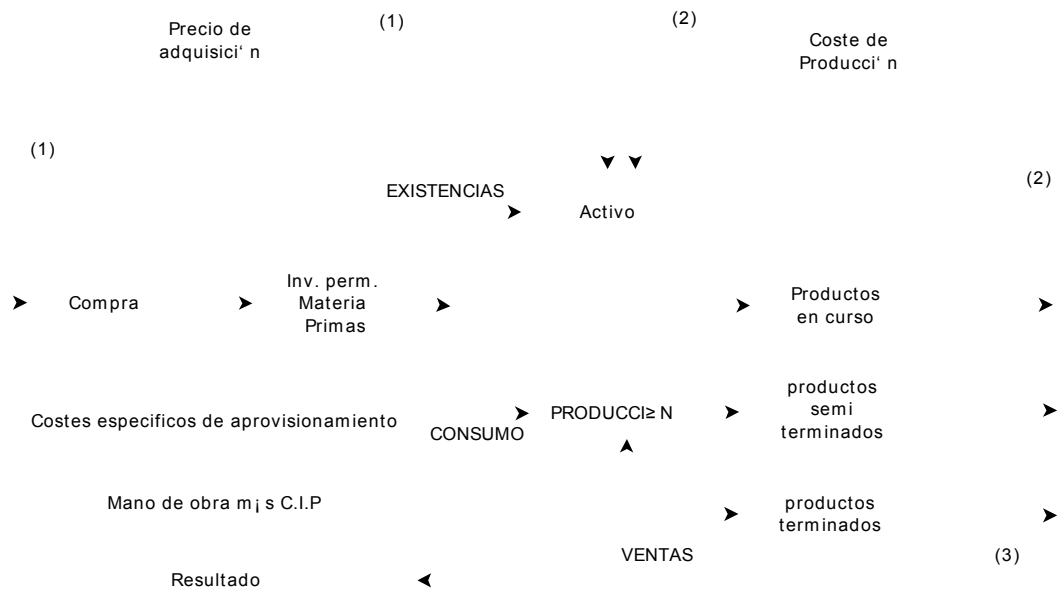 (1)
(2)
Precio de
adquisici‘ n
Coste de
Producci‘ n
(1)
(2)
EXISTENCIAS
Activo
Compra
Inv. perm.
Materia
Primas
Productos
en curso
Costes especificos de aprovisionamiento
CONSUMO
PRODUCCI≥ N
productos
semi
terminados
Mano de obra m¡ s C.I.P
productos
terminados
VENTAS
(3)
Resultado